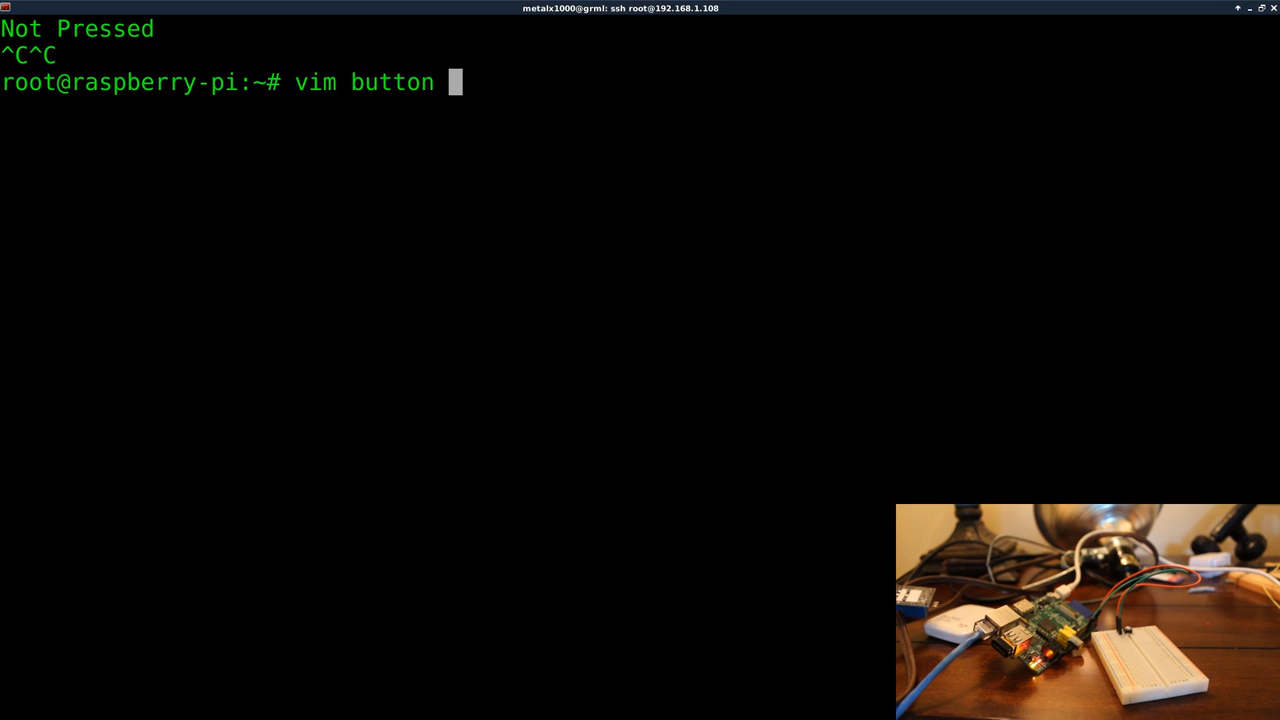 metalx1000@grml: ssh root@192.168.1.108
Not Pressed
^C^C
root@raspberry-pi:~# vim button